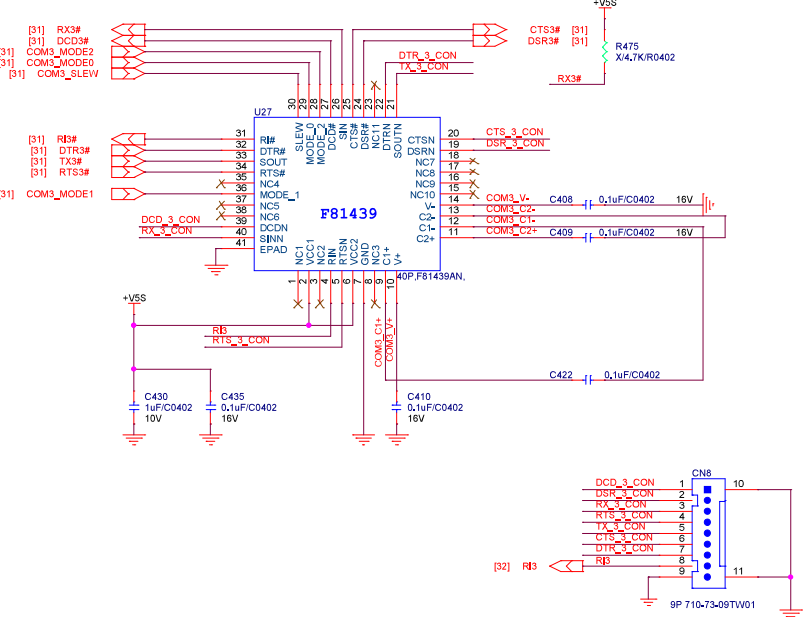 +V5S
[31] RX3#
[31] DCD3#
[31] COM3_MODE2
[31] COM3_MODE0
[31] COM3_SLEW
CTS3# [31]
DSR3# [31]
R475
X/4.7K/R0402
RX3#
DTR_3_CON
TX_3_CON
30 29 28 27 26 25 24 23 22 21
U27
SLEW MODE_0 MODE_2 DCD# SIN CTS# DSR# NC11 DTRN SOUTN
[31] RI3# 31 RI#
[31] DTR3# 32 DTR#
[31] TX3# 33 SOUT
[31] RTS3# 34 RTS#
35 NC4
[31] COM3_MODE1 36 MODE_1
37 NC5
38 NC6
DCD_3_CON 39 DCDN
RX_3_CON 40 SINN
41 EPAD
F81439
CTSN 20 CTS_3_CON
DSRN 19 DSR_3_CON
NC7 18
NC8 17
NC9 16
NC10 15
V- 14 COM3_V- C408 0.1uF/C0402 16V
C2- 13 COM3_C2-
C1- 12 COM3_C1-
C2+ 11 COM3_C2+ C409 0.1uF/C0402 16V
NC1 VCC1 NC2 RIN RTSN VCC2 GND NC3 C1+ V+
40P,F81439AN,
1 2 3 4 5 6 7 8 9 10
+V5S
RI3
RTS_3_CON
COM3_C1+
COM3_V+
C422 0.1uF/C0402
C430
1uF/C0402
10V
C435
0.1uF/C0402
16V
C410
0.1uF/C0402
16V
CN8
DCD_3_CON 1
DSR_3_CON 2
RX_3_CON 3
RTS_3_CON 4
TX_3_CON 5
CTS_3_CON 6
DTR_3_CON 7
[32] RI3 RI3 8
9
10
11
9P 710-73-09TW01